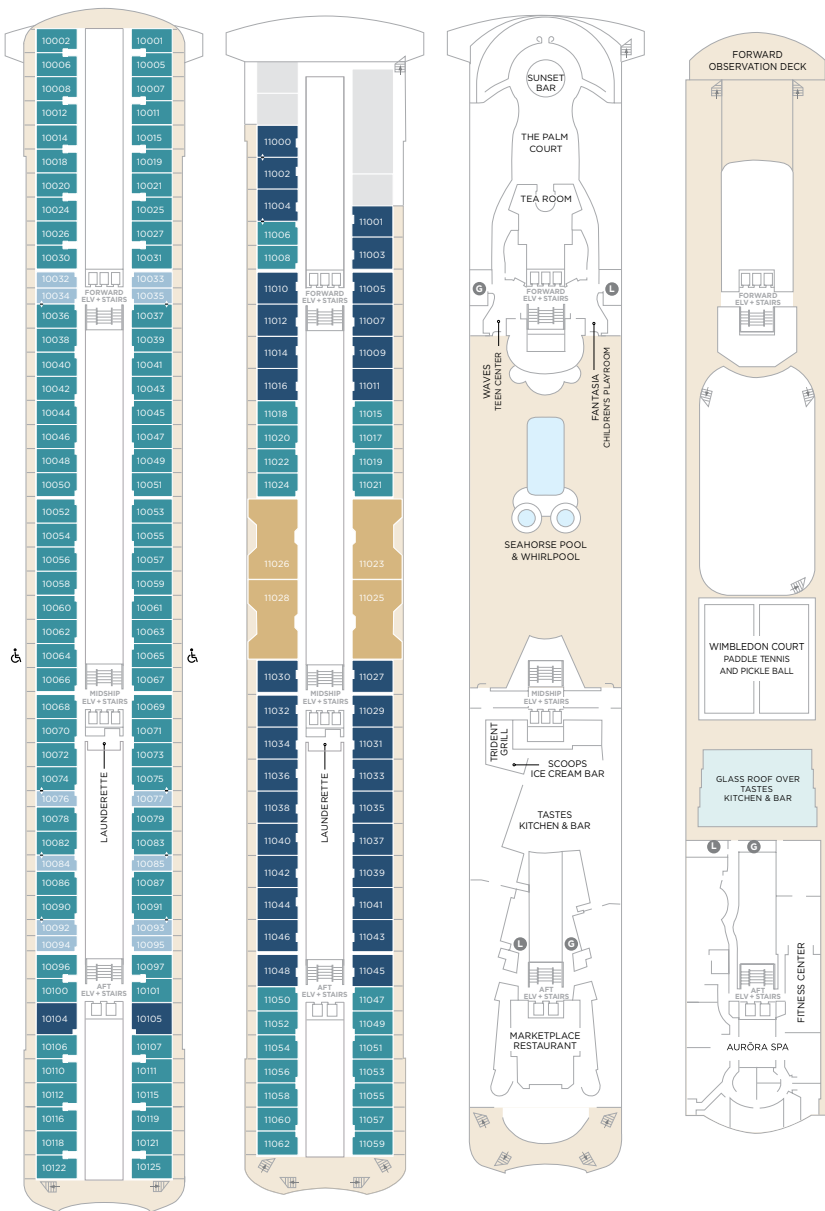 10002
10001
10006
10005
10008
10007
10012
10011
10014
10015
10018
10019
10020
10021
10024
10025
10026
10027
10030
10031
10032
10033
10034
10035
FORWARD
ELV + STAIRS
10036
10037
10038
10039
10040
10041
10042
10043
10044
10045
10046
10047
10048
10049
10050
10051
10052
10053
10054
10055
10056
10057
10058
10059
10060
10061
10062
10063
10064
10065
10066
10067
MIDSHIP
ELV + STAIRS
10068
10069
10070
10071
10072
10073
10074
10075
LAUNDERETTE
10076
10077
10078
10079
10082
10083
10084
10085
10086
10087
10090
10091
10092
10093
10094
10095
10096
10097
AFT
ELV + STAIRS
10100
10101
10104
10105
10106
10107
10110
10111
10112
10115
10116
10119
10118
10121
10122
10125
11000
11002
11004
11001
11006
11003
11008
11010
11005
FORWARD
ELV + STAIRS
11012
11007
11014
11009
11016
11011
11018
11015
11020
11017
11022
11019
11024
11021
11026
11023
11028
11025
11030
11027
MIDSHIP
ELV + STAIRS
11032
11029
11034
11031
11036
11033
LAUNDERETTE
11038
11035
11040
11037
11042
11039
11044
11041
11046
11043
11048
11045
AFT
ELV + STAIRS
11050
11047
11052
11049
11054
11051
11056
11053
11058
11055
11060
11057
11062
11059
SUNSET
BAR
THE PALM
COURT
TEA ROOM
G
FORWARD
ELV + STAIRS
L
WAVES
TEEN CENTER
FANTASIA
CHILDREN'S PLAYROOM
SEAHORSE POOL
& WHIRLPOOL
MIDSHIP
ELV + STAIRS
TRIDENT
GRILL
SCOOPS
ICE CREAM BAR
TASTES
KITCHEN & BAR
L
G
AFT
ELV + STAIRS
MARKETPLACE
RESTAURANT
FORWARD
OBSERVATION DECK
FORWARD
ELV + STAIRS
WIMBLEDON COURT
PADDLE TENNIS
AND PICKLE BALL
GLASS ROOF OVER
TASTES
KITCHEN & BAR
L
G
FITNESS CENTER
AFT
ELV + STAIRS
AURŌRA SPA